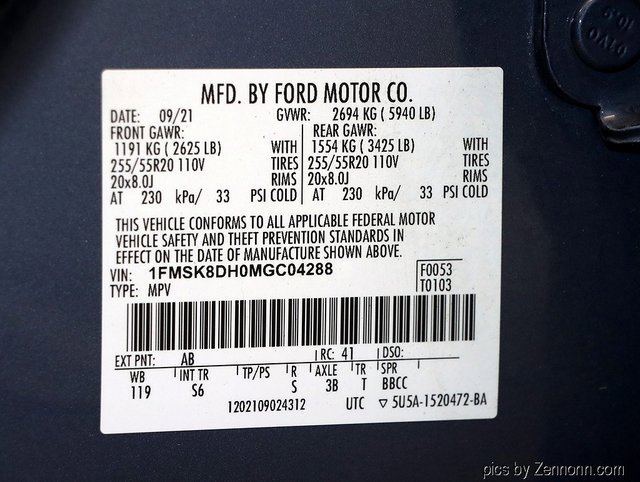 MFD. BY FORD MOTOR CO.
DATE: 09/21 GVWR: 2694 KG ( 5940 LB)
FRONT GAWR: REAR GAWR:
1191 KG ( 2625 LB) WITH 1554 KG ( 3425 LB) WITH
255/55R20 110V TIRES 255/55R20 110V TIRES
20x8.0J RIMS 20x8.0J RIMS
AT 230 kPa/ 33 PSI COLD AT 230 kPa/ 33 PSI COLD
THIS VEHICLE CONFORMS TO ALL APPLICABLE FEDERAL MOTOR
VEHICLE SAFETY AND THEFT PREVENTION STANDARDS IN
EFFECT ON THE DATE OF MANUFACTURE SHOWN ABOVE.
VIN: 1FMSK8DH0MGC04288 F0053
TYPE: MPV T0103
EXT PNT: AB RC: 41 DSO:
WB INT TR TP/PS R AXLE TR SPR
119 S6 S 3B T BBCC
1202109024312 UTC ▽ 5U5A-1520472-BA
pics by Zennonn.com